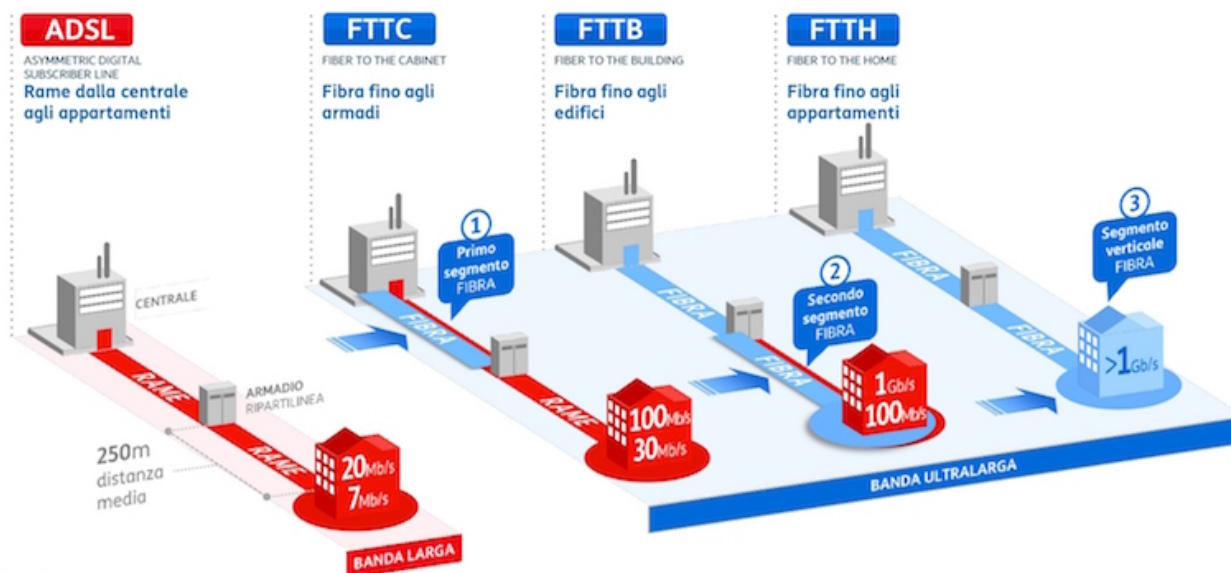 ADSL
ASYMMETRIC DIGITAL
SUBSCRIBER LINE
Rame dalla centrale
agli appartamenti
FTTC
FIBER TO THE CABINET
Fibra fino agli
armadi
FTTB
FIBER TO THE BUILDING
Fibra fino agli
edifici
FTTH
FIBER TO THE HOME
Fibra fino agli
appartamenti
CENTRALE
RAME
ARMADIO
RIPARTILINEA
RAME
250m
distanza
media
20Mb/s
7Mb/s
BANDA LARGA
1
Primo
segmento
FIBRA
FIBRA
RAME
100Mb/s
30Mb/s
FIBRA
2
Secondo
segmento
FIBRA
FIBRA
1Gb/s
100Mb/s
FIBRA
3
Segmento
verticale
FIBRA
FIBRA
>1Gb/s
BANDA ULTRALARGA